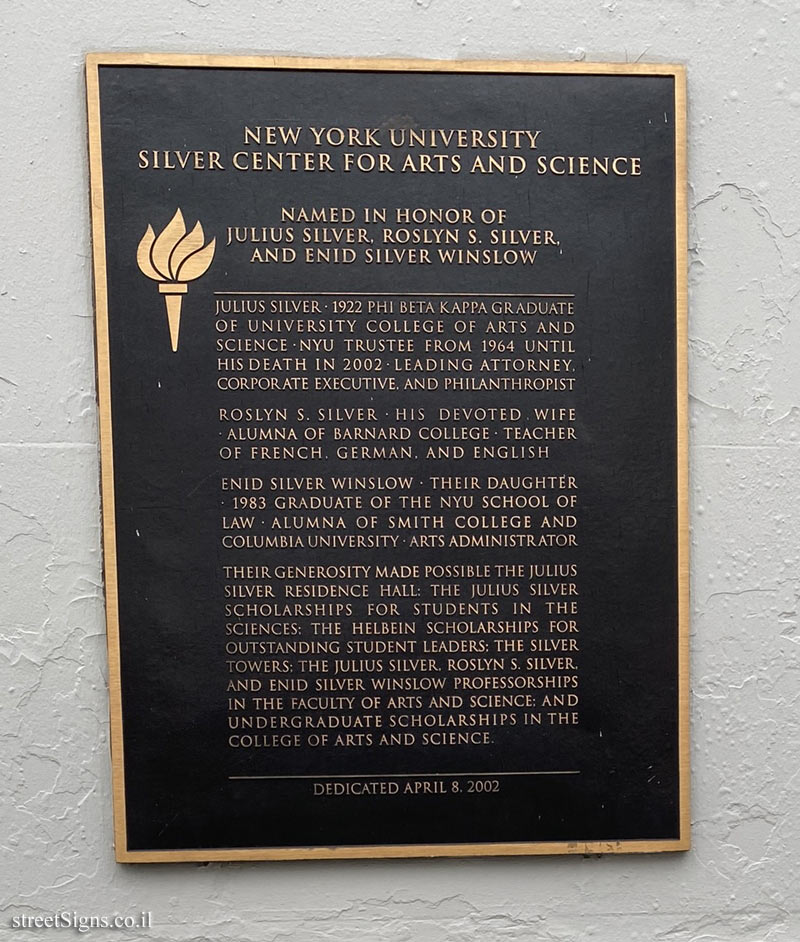 NEW YORK UNIVERSITY
SILVER CENTER FOR ARTS AND SCIENCE
NAMED IN HONOR OF
JULIUS SILVER, ROSLYN S. SILVER,
AND ENID SILVER WINSLOW
JULIUS SILVER · 1922 PHI BETA KAPPA GRADUATE
OF UNIVERSITY COLLEGE OF ARTS AND
SCIENCE · NYU TRUSTEE FROM 1964 UNTIL
HIS DEATH IN 2002 · LEADING ATTORNEY,
CORPORATE EXECUTIVE, AND PHILANTHROPIST
ROSLYN S. SILVER · HIS DEVOTED WIFE
· ALUMNA OF BARNARD COLLEGE · TEACHER
OF FRENCH, GERMAN, AND ENGLISH
ENID SILVER WINSLOW · THEIR DAUGHTER
· 1983 GRADUATE OF THE NYU SCHOOL OF
LAW · ALUMNA OF SMITH COLLEGE AND
COLUMBIA UNIVERSITY · ARTS ADMINISTRATOR
THEIR GENEROSITY MADE POSSIBLE THE JULIUS
SILVER RESIDENCE HALL; THE JULIUS SILVER
SCHOLARSHIPS FOR STUDENTS IN THE
SCIENCES; THE HELBEIN SCHOLARSHIPS FOR
OUTSTANDING STUDENT LEADERS; THE SILVER
TOWERS; THE JULIUS SILVER, ROSLYN S. SILVER,
AND ENID SILVER WINSLOW PROFESSORSHIPS
IN THE FACULTY OF ARTS AND SCIENCE; AND
UNDERGRADUATE SCHOLARSHIPS IN THE
COLLEGE OF ARTS AND SCIENCE.
DEDICATED APRIL 8, 2002
streetSigns.co.il